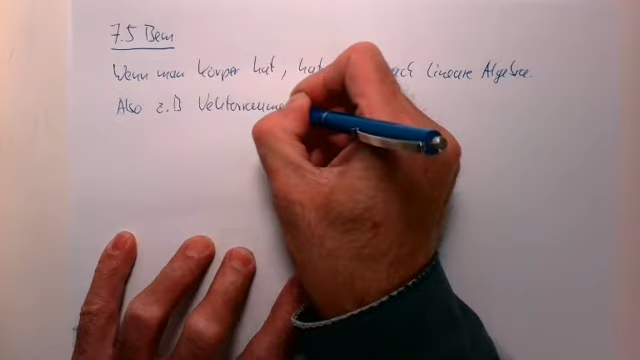 7.5 Bem
Wenn man Körper hat, hat auch Lineare Algebra.
Also z.B Vektorräume